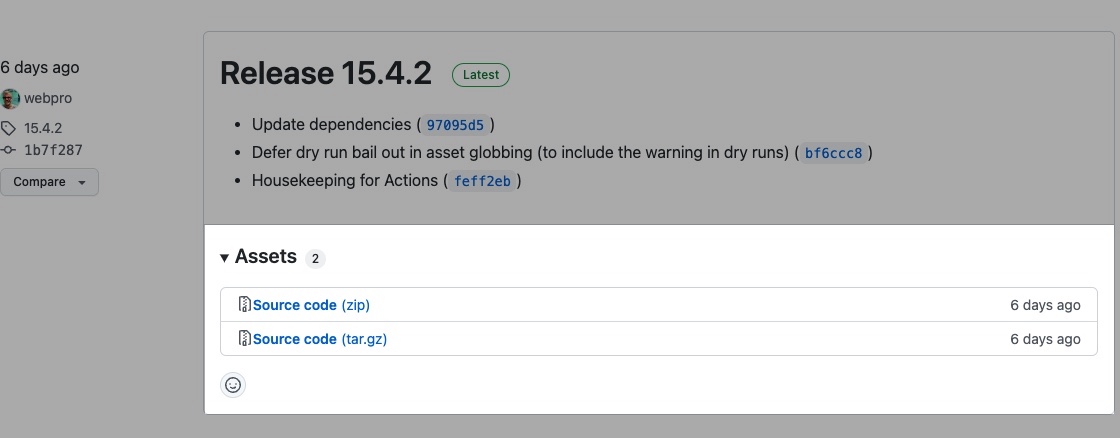 6 days ago
webpro
15.4.2
1b7f287
Compare
Release 15.4.2 Latest
• Update dependencies ( 97095d5 )
• Defer dry run bail out in asset globbing (to include the warning in dry runs) ( bf6ccc8 )
• Housekeeping for Actions ( feff2eb )
Assets 2
Source code (zip) 6 days ago
Source code (tar.gz) 6 days ago